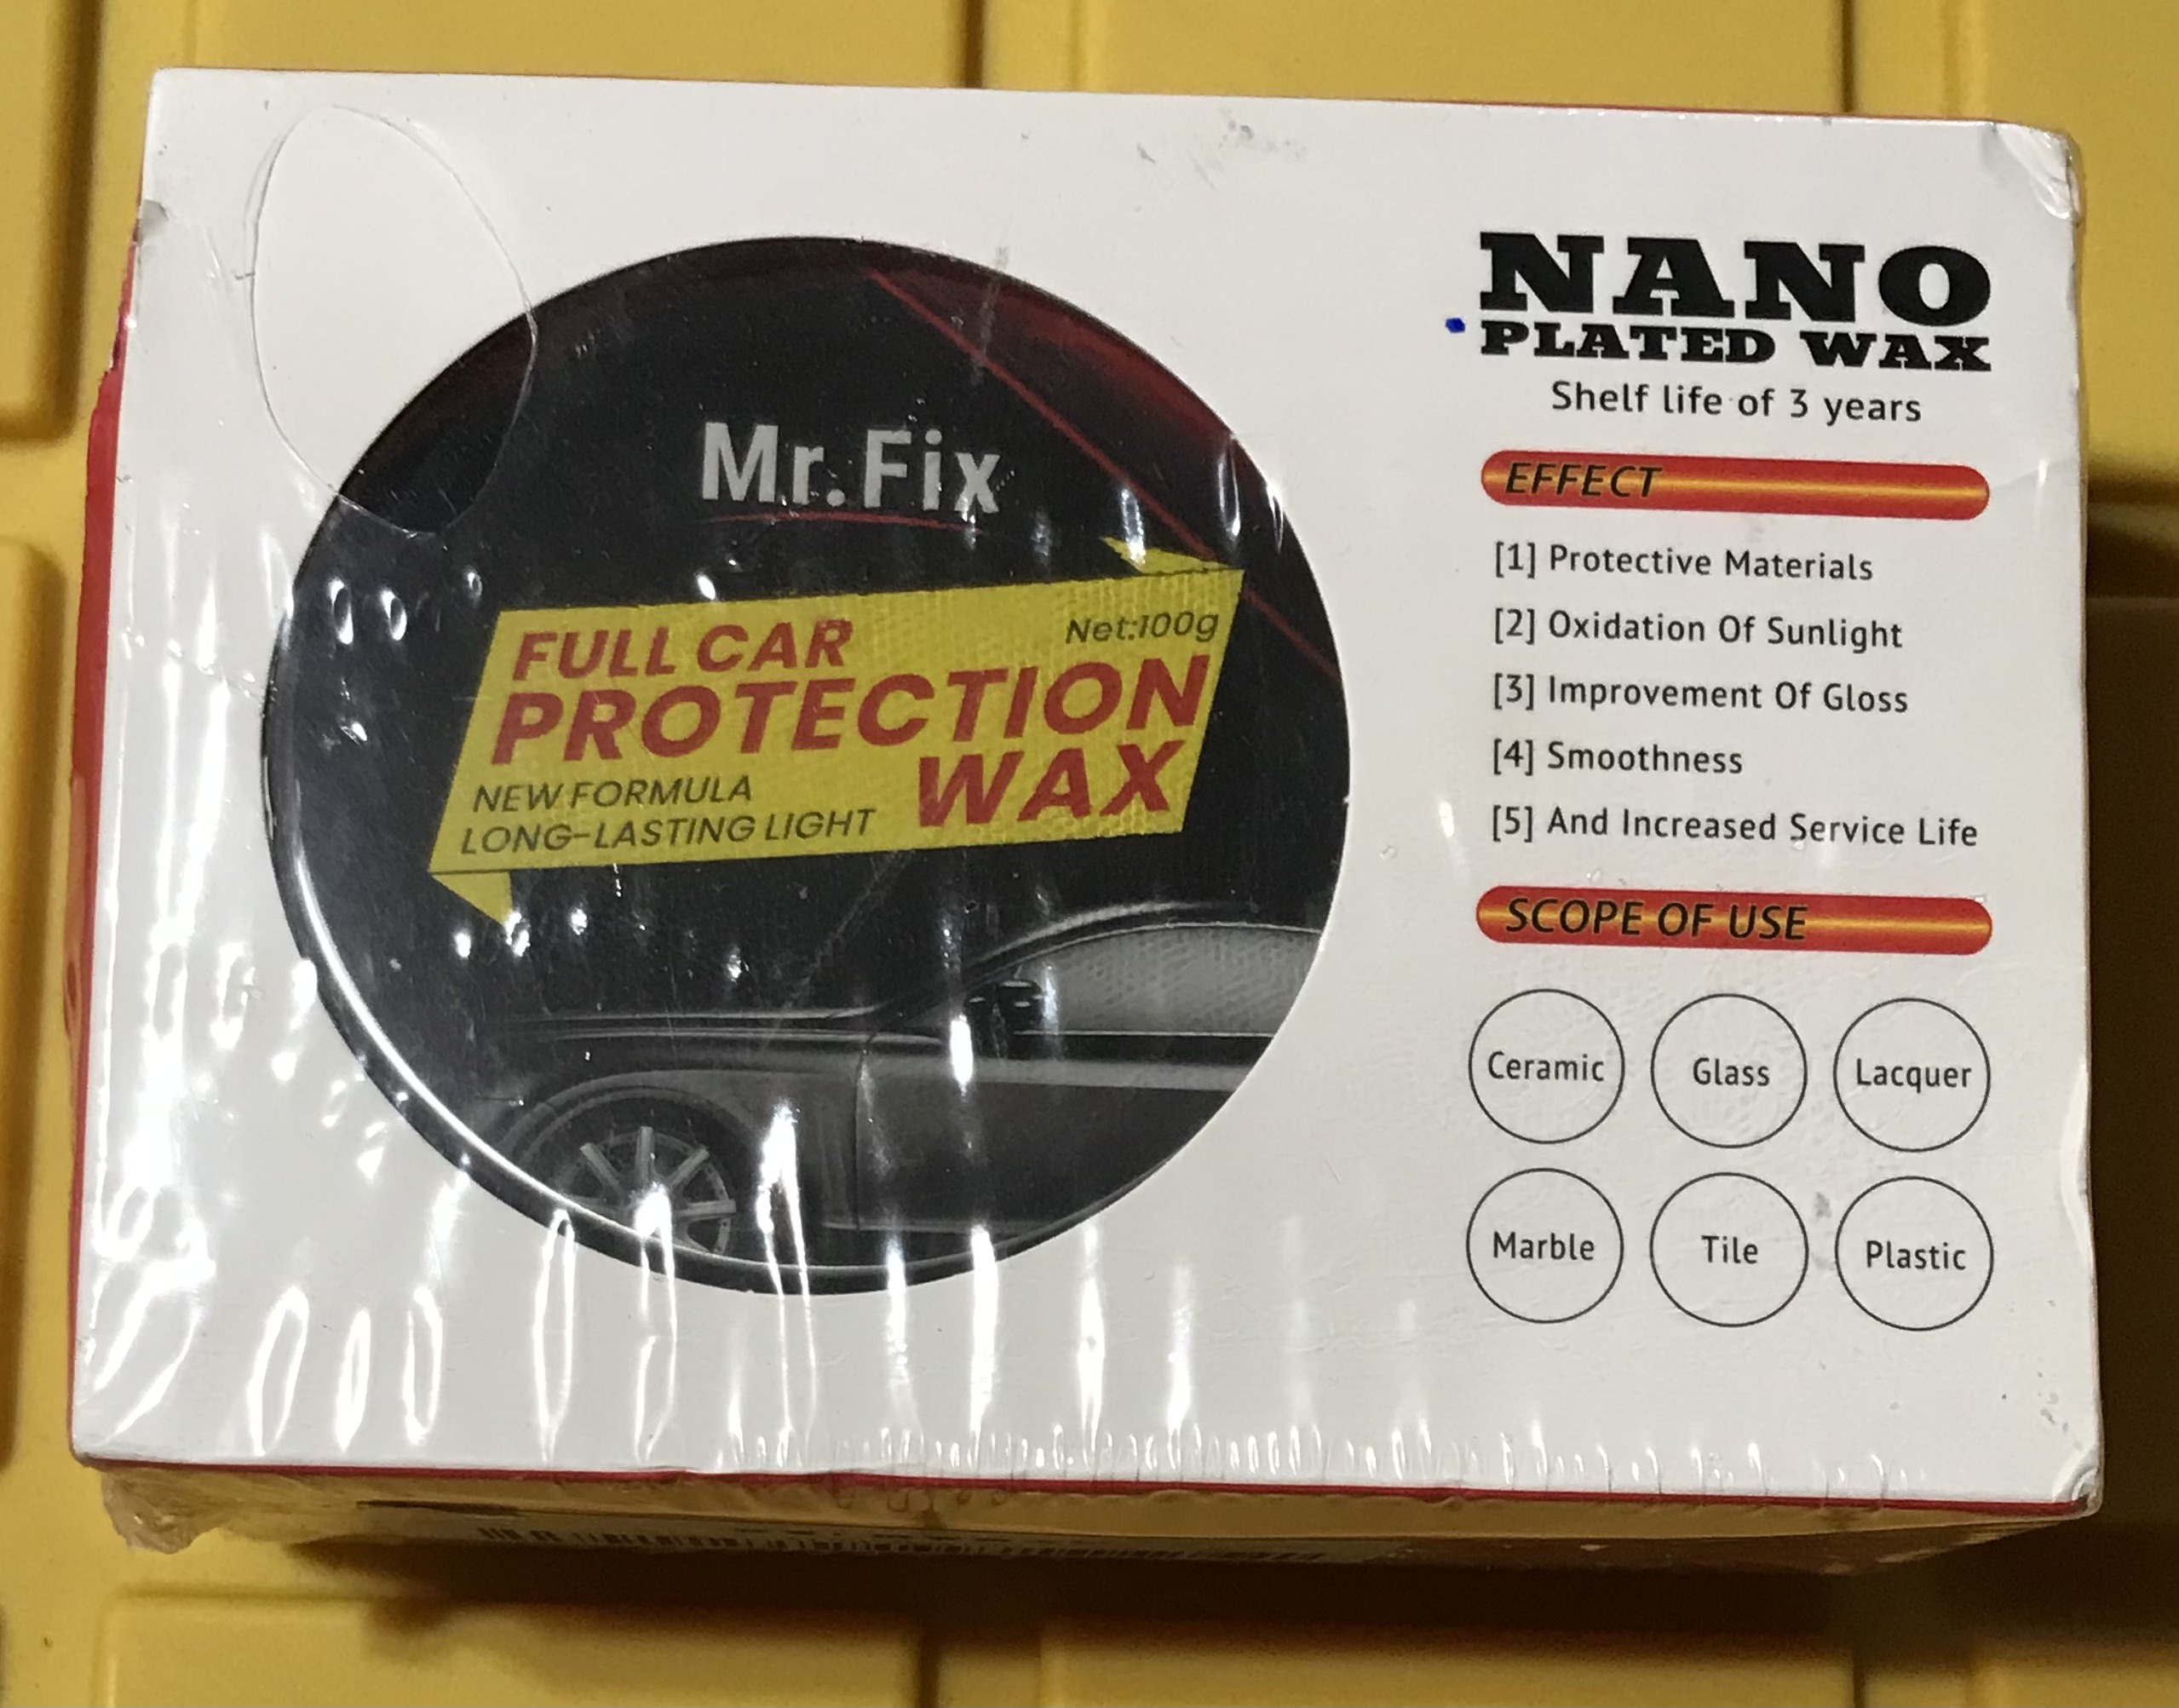 Mr. Fix
FULL CAR
Net:100g
PROTECTION
WAX
NEW FORMULA
LONG-LASTING LIGHT
NANO
PLATED WAX
Shelf life of 3 years
EFFECT
[1] Protective Materials
[2] Oxidation Of Sunlight
[3] Improvement Of Gloss
[4] Smoothness
[5] And Increased Service Life
SCOPE OF USE
Ceramic Glass Lacquer
Marble Tile Plastic